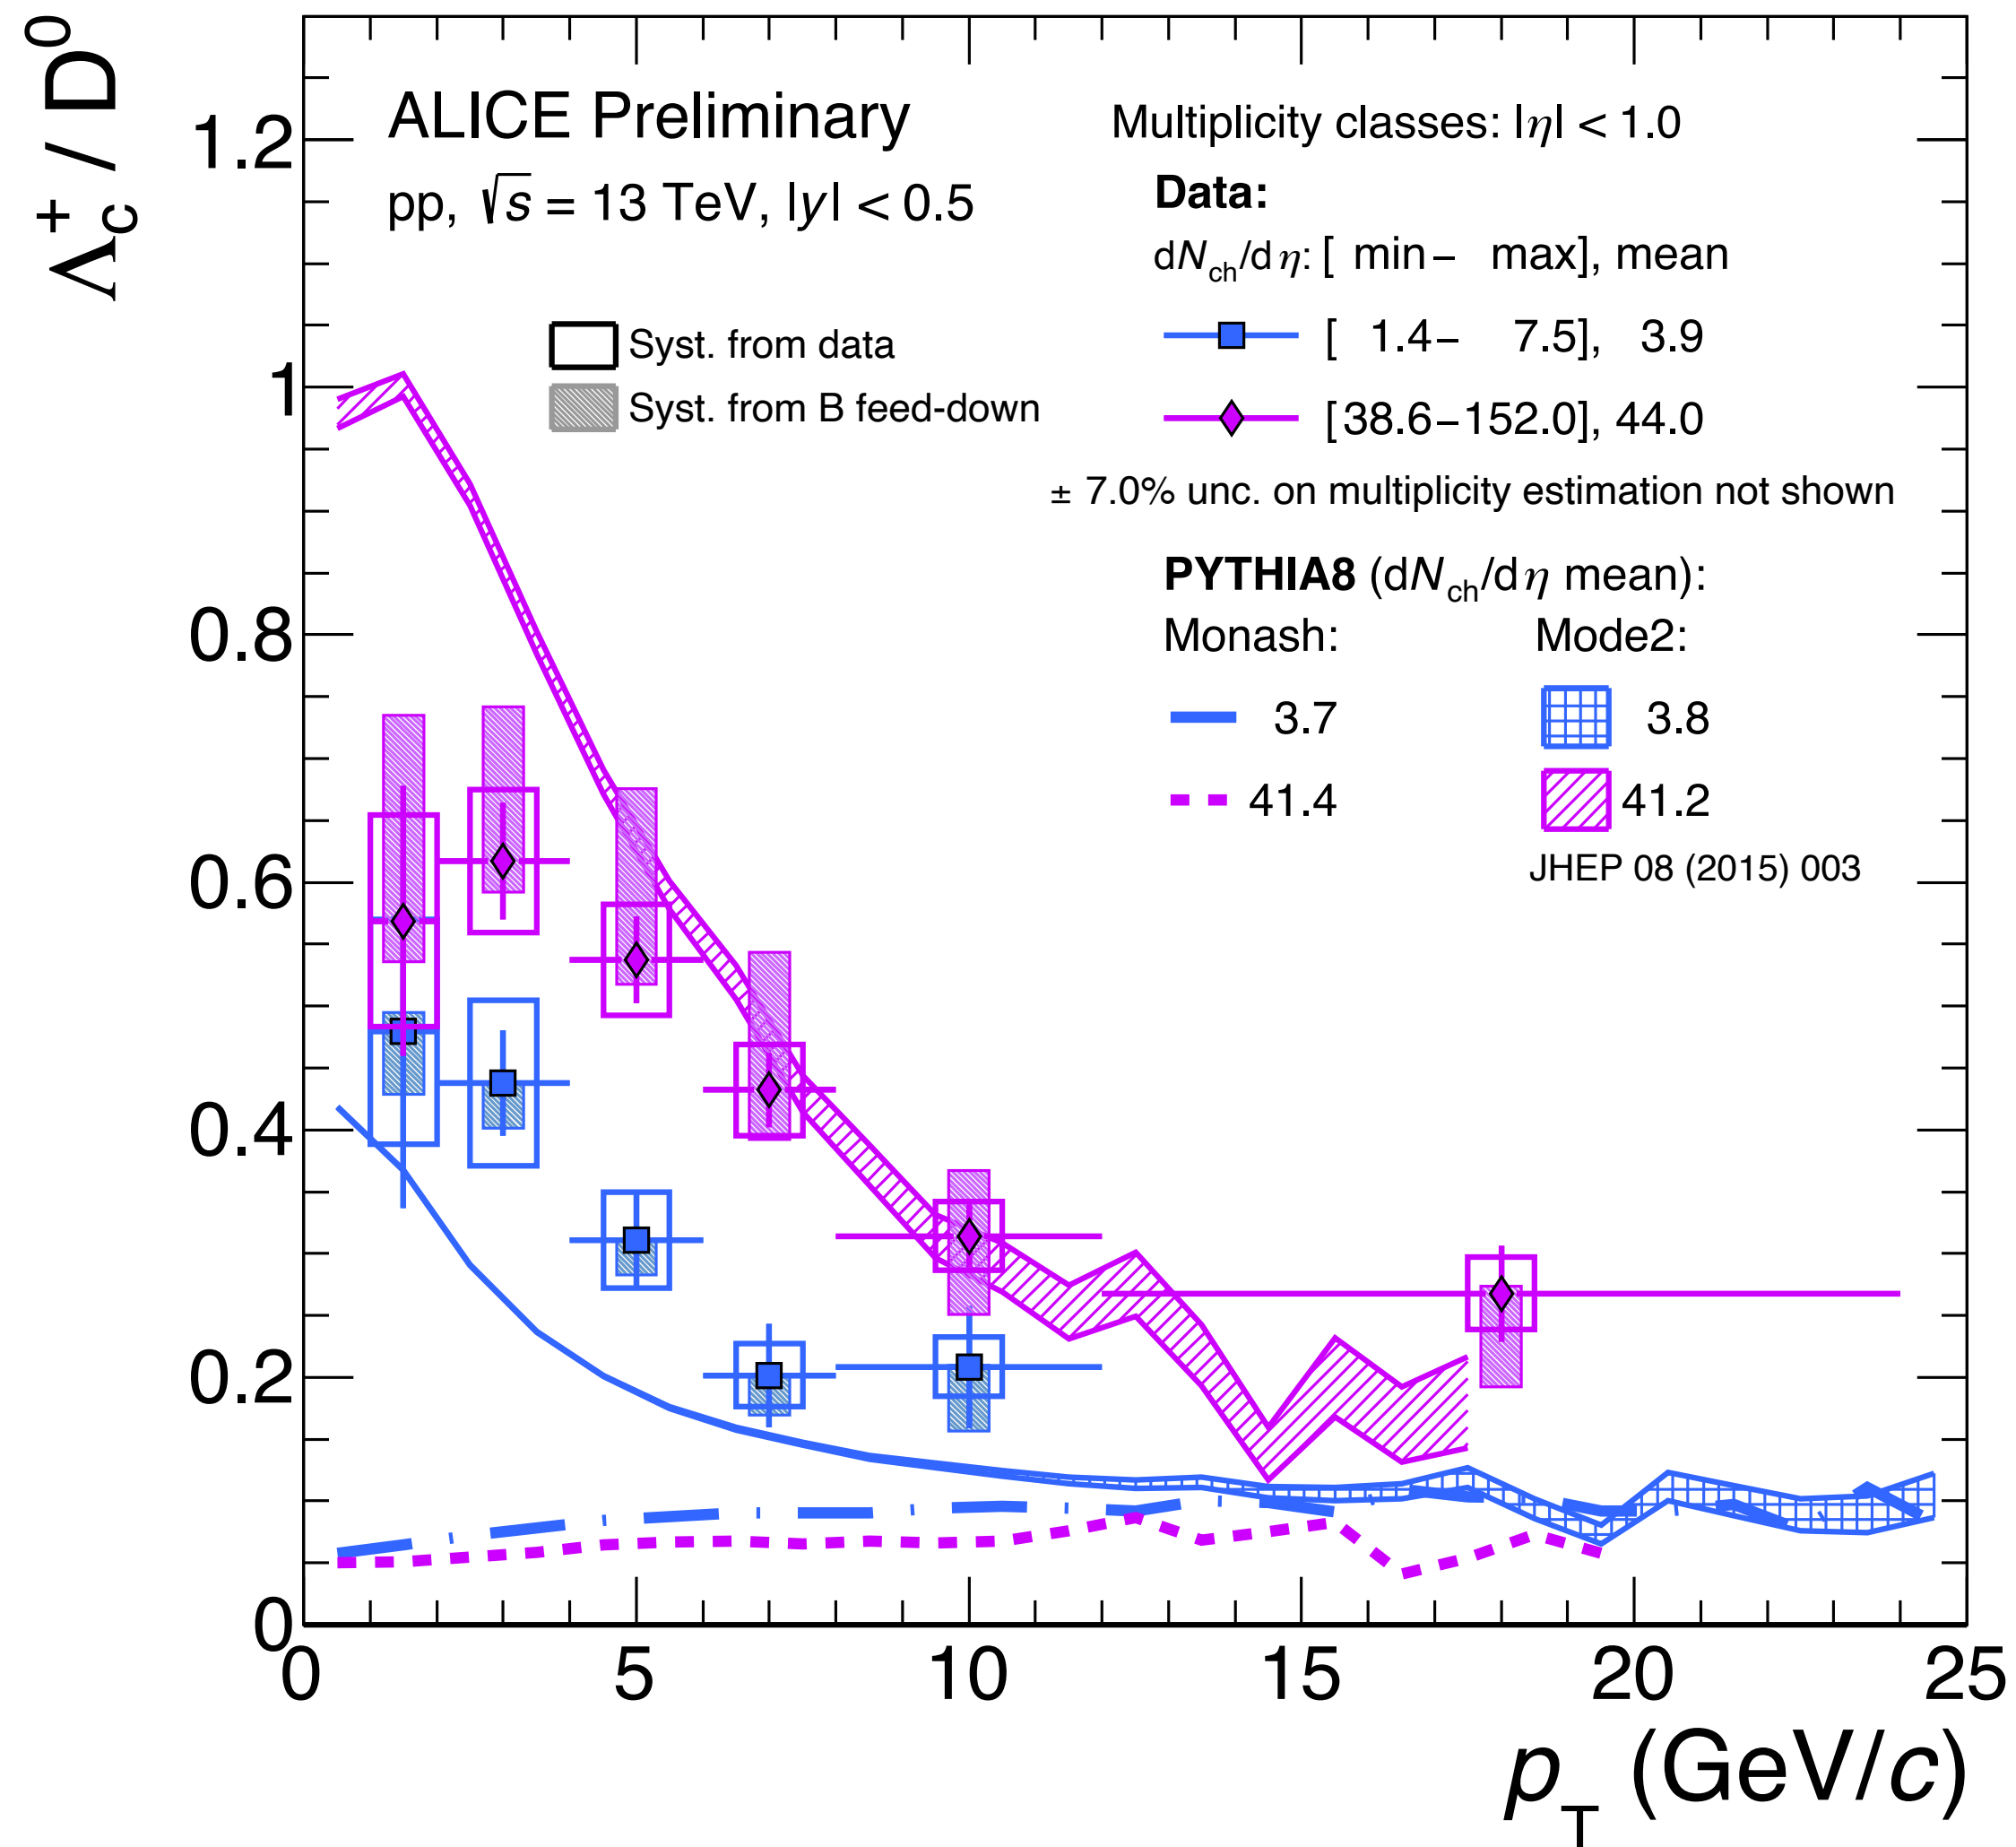 Λc+ / D0
ALICE Preliminary
pp, √s = 13 TeV, |y| < 0.5
Syst. from data
Syst. from B feed-down
Multiplicity classes: |η| < 1.0
Data:
dNch/dη: [ min− max], mean
[ 1.4− 7.5], 3.9
[38.6−152.0], 44.0
± 7.0% unc. on multiplicity estimation not shown
PYTHIA8 (dNch/dη mean):
Monash: Mode2:
3.7 3.8
41.4 41.2
JHEP 08 (2015) 003
1.2
1
0.8
0.6
0.4
0.2
0
0 5 10 15 20 25
pT (GeV/c)